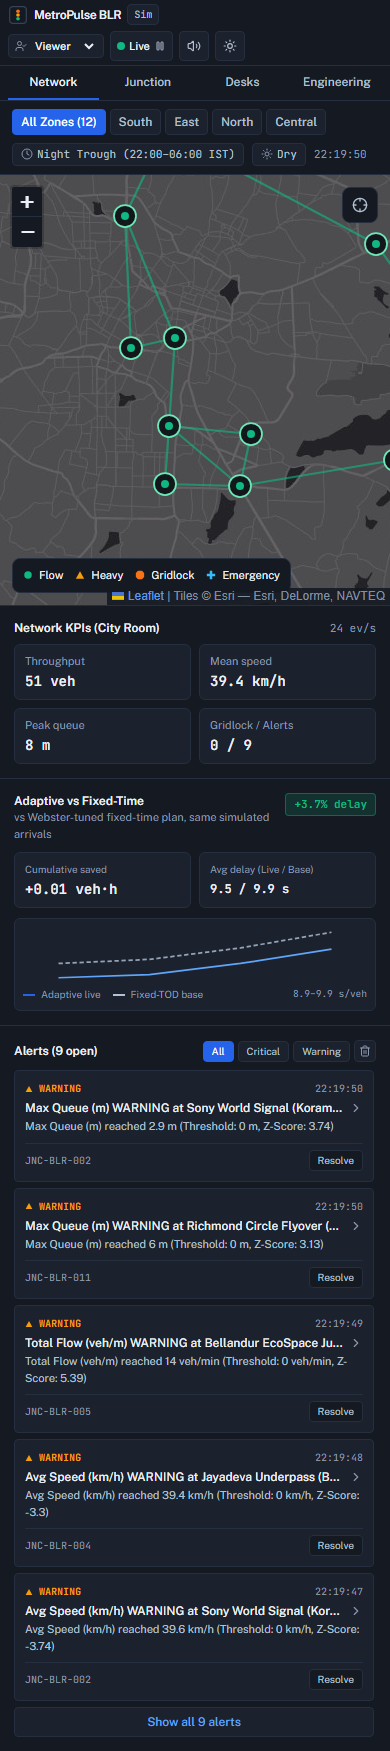 MetroPulse BLR Sim
Viewer Live
Network Junction Desks Engineering
All Zones (12) South East North Central
Night Trough (22:00–06:00 IST) Dry 22:19:50
+
−
Flow Heavy Gridlock Emergency
Leaflet | Tiles © Esri — Esri, DeLorme, NAVTEQ
Network KPIs (City Room) 24 ev/s
Throughput Mean speed
51 veh 39.4 km/h
Peak queue Gridlock / Alerts
8 m 0 / 9
Adaptive vs Fixed-Time +3.7% delay
vs Webster-tuned fixed-time plan, same simulated
arrivals
Cumulative saved Avg delay (Live / Base)
+0.01 veh·h 9.5 / 9.9 s
Adaptive live Fixed-TOD base 8.9–9.9 s/veh
Alerts (9 open) All Critical Warning
WARNING 22:19:50
Max Queue (m) WARNING at Sony World Signal (Koram...
Max Queue (m) reached 2.9 m (Threshold: 0 m, Z-Score: 3.74)
JNC-BLR-002 Resolve
WARNING 22:19:50
Max Queue (m) WARNING at Richmond Circle Flyover (...
Max Queue (m) reached 6 m (Threshold: 0 m, Z-Score: 3.13)
JNC-BLR-011 Resolve
WARNING 22:19:49
Total Flow (veh/m) WARNING at Bellandur EcoSpace Ju...
Total Flow (veh/m) reached 14 veh/min (Threshold: 0 veh/min, Z-
Score: 5.39)
JNC-BLR-005 Resolve
WARNING 22:19:48
Avg Speed (km/h) WARNING at Jayadeva Underpass (B...
Avg Speed (km/h) reached 39.4 km/h (Threshold: 0 km/h, Z-Score:
-3.3)
JNC-BLR-004 Resolve
WARNING 22:19:47
Avg Speed (km/h) WARNING at Sony World Signal (Kor...
Avg Speed (km/h) reached 39.6 km/h (Threshold: 0 km/h, Z-Score:
-3.74)
JNC-BLR-002 Resolve
Show all 9 alerts